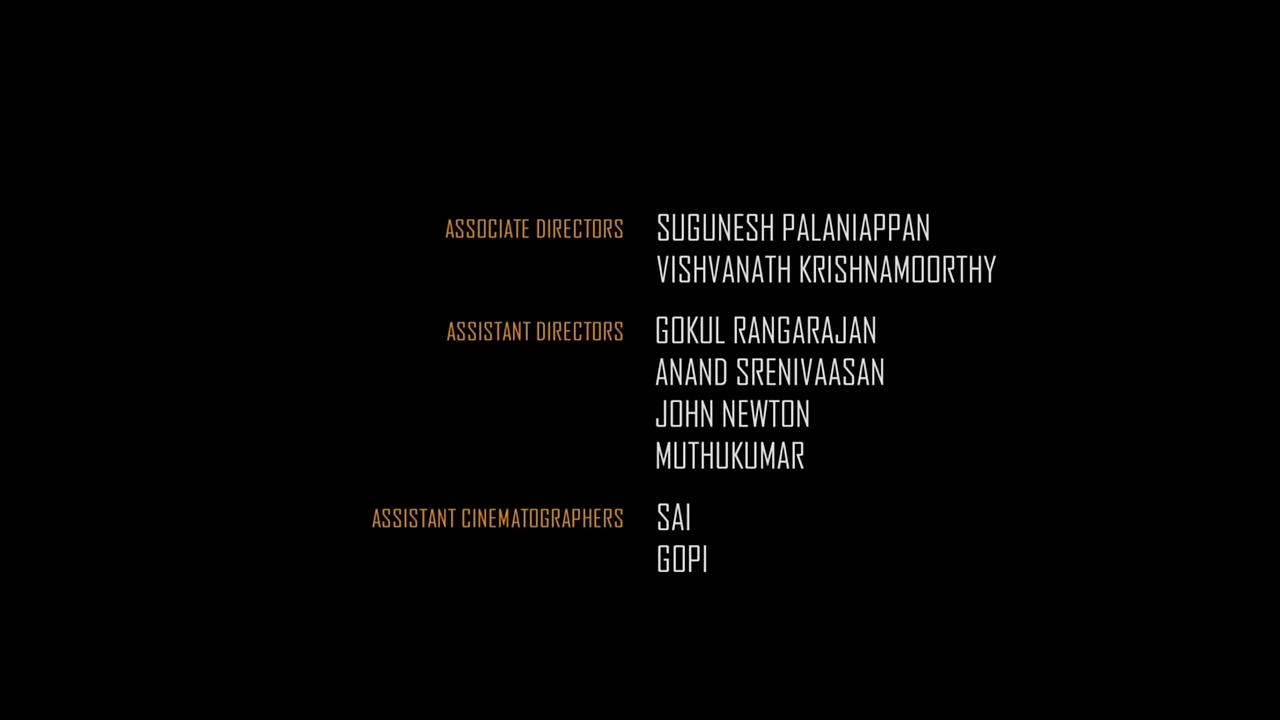 ASSOCIATE DIRECTORS SUGUNESH PALANIAPPAN
VISHVANATH KRISHNAMOORTHY
ASSISTANT DIRECTORS GOKUL RANGARAJAN
ANAND SRENIVAASAN
JOHN NEWTON
MUTHUKUMAR
ASSISTANT CINEMATOGRAPHERS SAI
GOPI